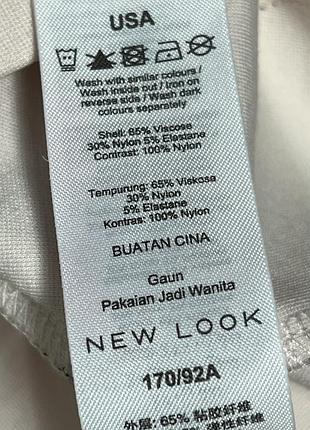 USA
Wash with similar colours /
Wash inside out / Iron on
reverse side / Wash dark
colours separately
Shell: 65% Viscose
30% Nylon 5% Elastane
Contrast: 100% Nylon
Tempurung: 65% Viskosa
30% Nylon
5% Elastane
Kontras: 100% Nylon
BUATAN CINA
Gaun
Pakaian Jadi Wanita
NEW LOOK
170/92A
外层: 65% 粘胶纤维